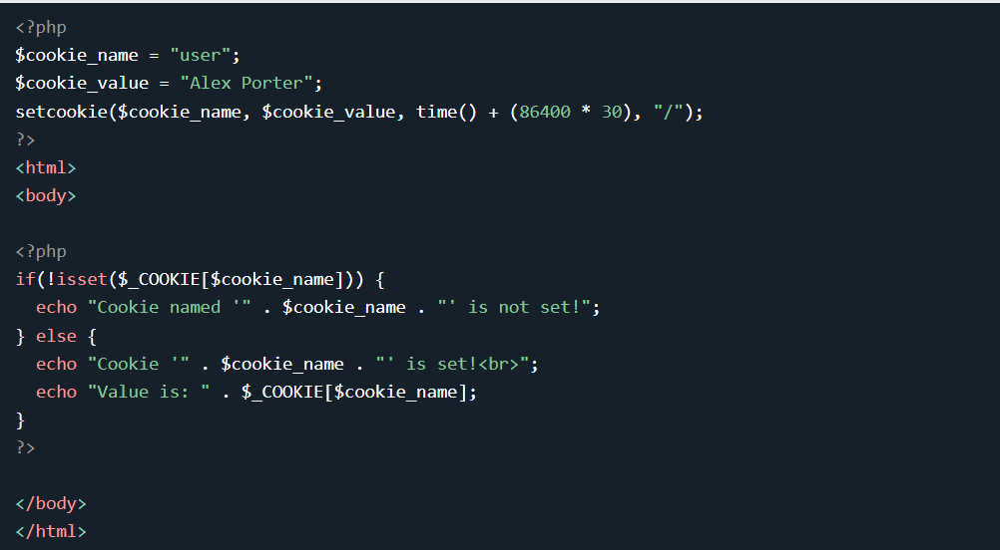 <?php
$cookie_name = "user";
$cookie_value = "Alex Porter";
setcookie($cookie_name, $cookie_value, time() + (86400 * 30), "/");
?>
<html>
<body>

<?php
if(!isset($_COOKIE[$cookie_name])) {
  echo "Cookie named '" . $cookie_name . "' is not set!";
} else {
  echo "Cookie '" . $cookie_name . "' is set!<br>";
  echo "Value is: " . $_COOKIE[$cookie_name];
}
?>

</body>
</html>